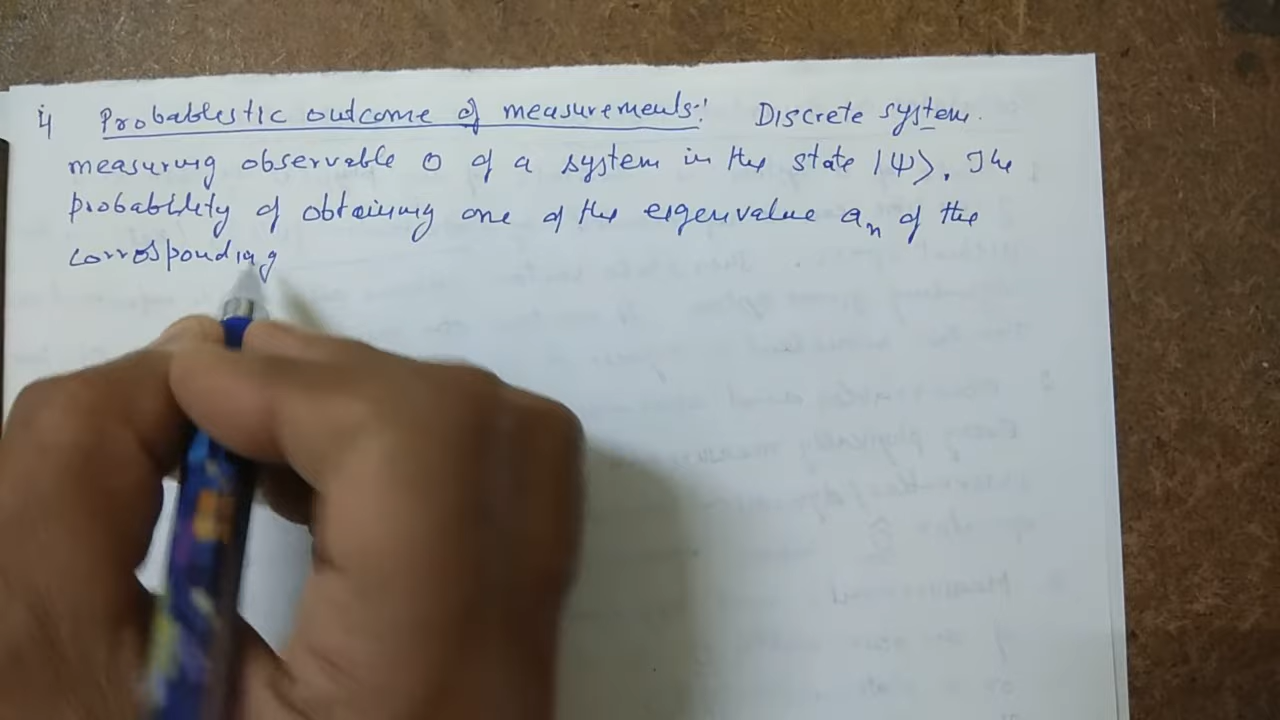 4 Probablestic outcome of measurements:! Discrete system.
measuring observable O of a system in the state |ψ⟩. The
probability of obtaining one of the eigenvalue aₙ of the
corresponding